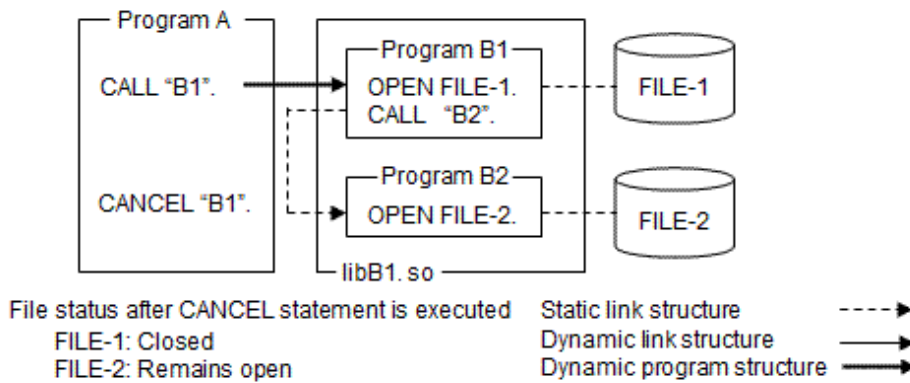 Program A
CALL “B1”.
CANCEL “B1”.
Program B1
OPEN FILE-1.
CALL “B2”.
Program B2
OPEN FILE-2.
libB1.so
FILE-1
FILE-2
File status after CANCEL statement is executed
FILE-1: Closed
FILE-2: Remains open
Static link structure
Dynamic link structure
Dynamic program structure